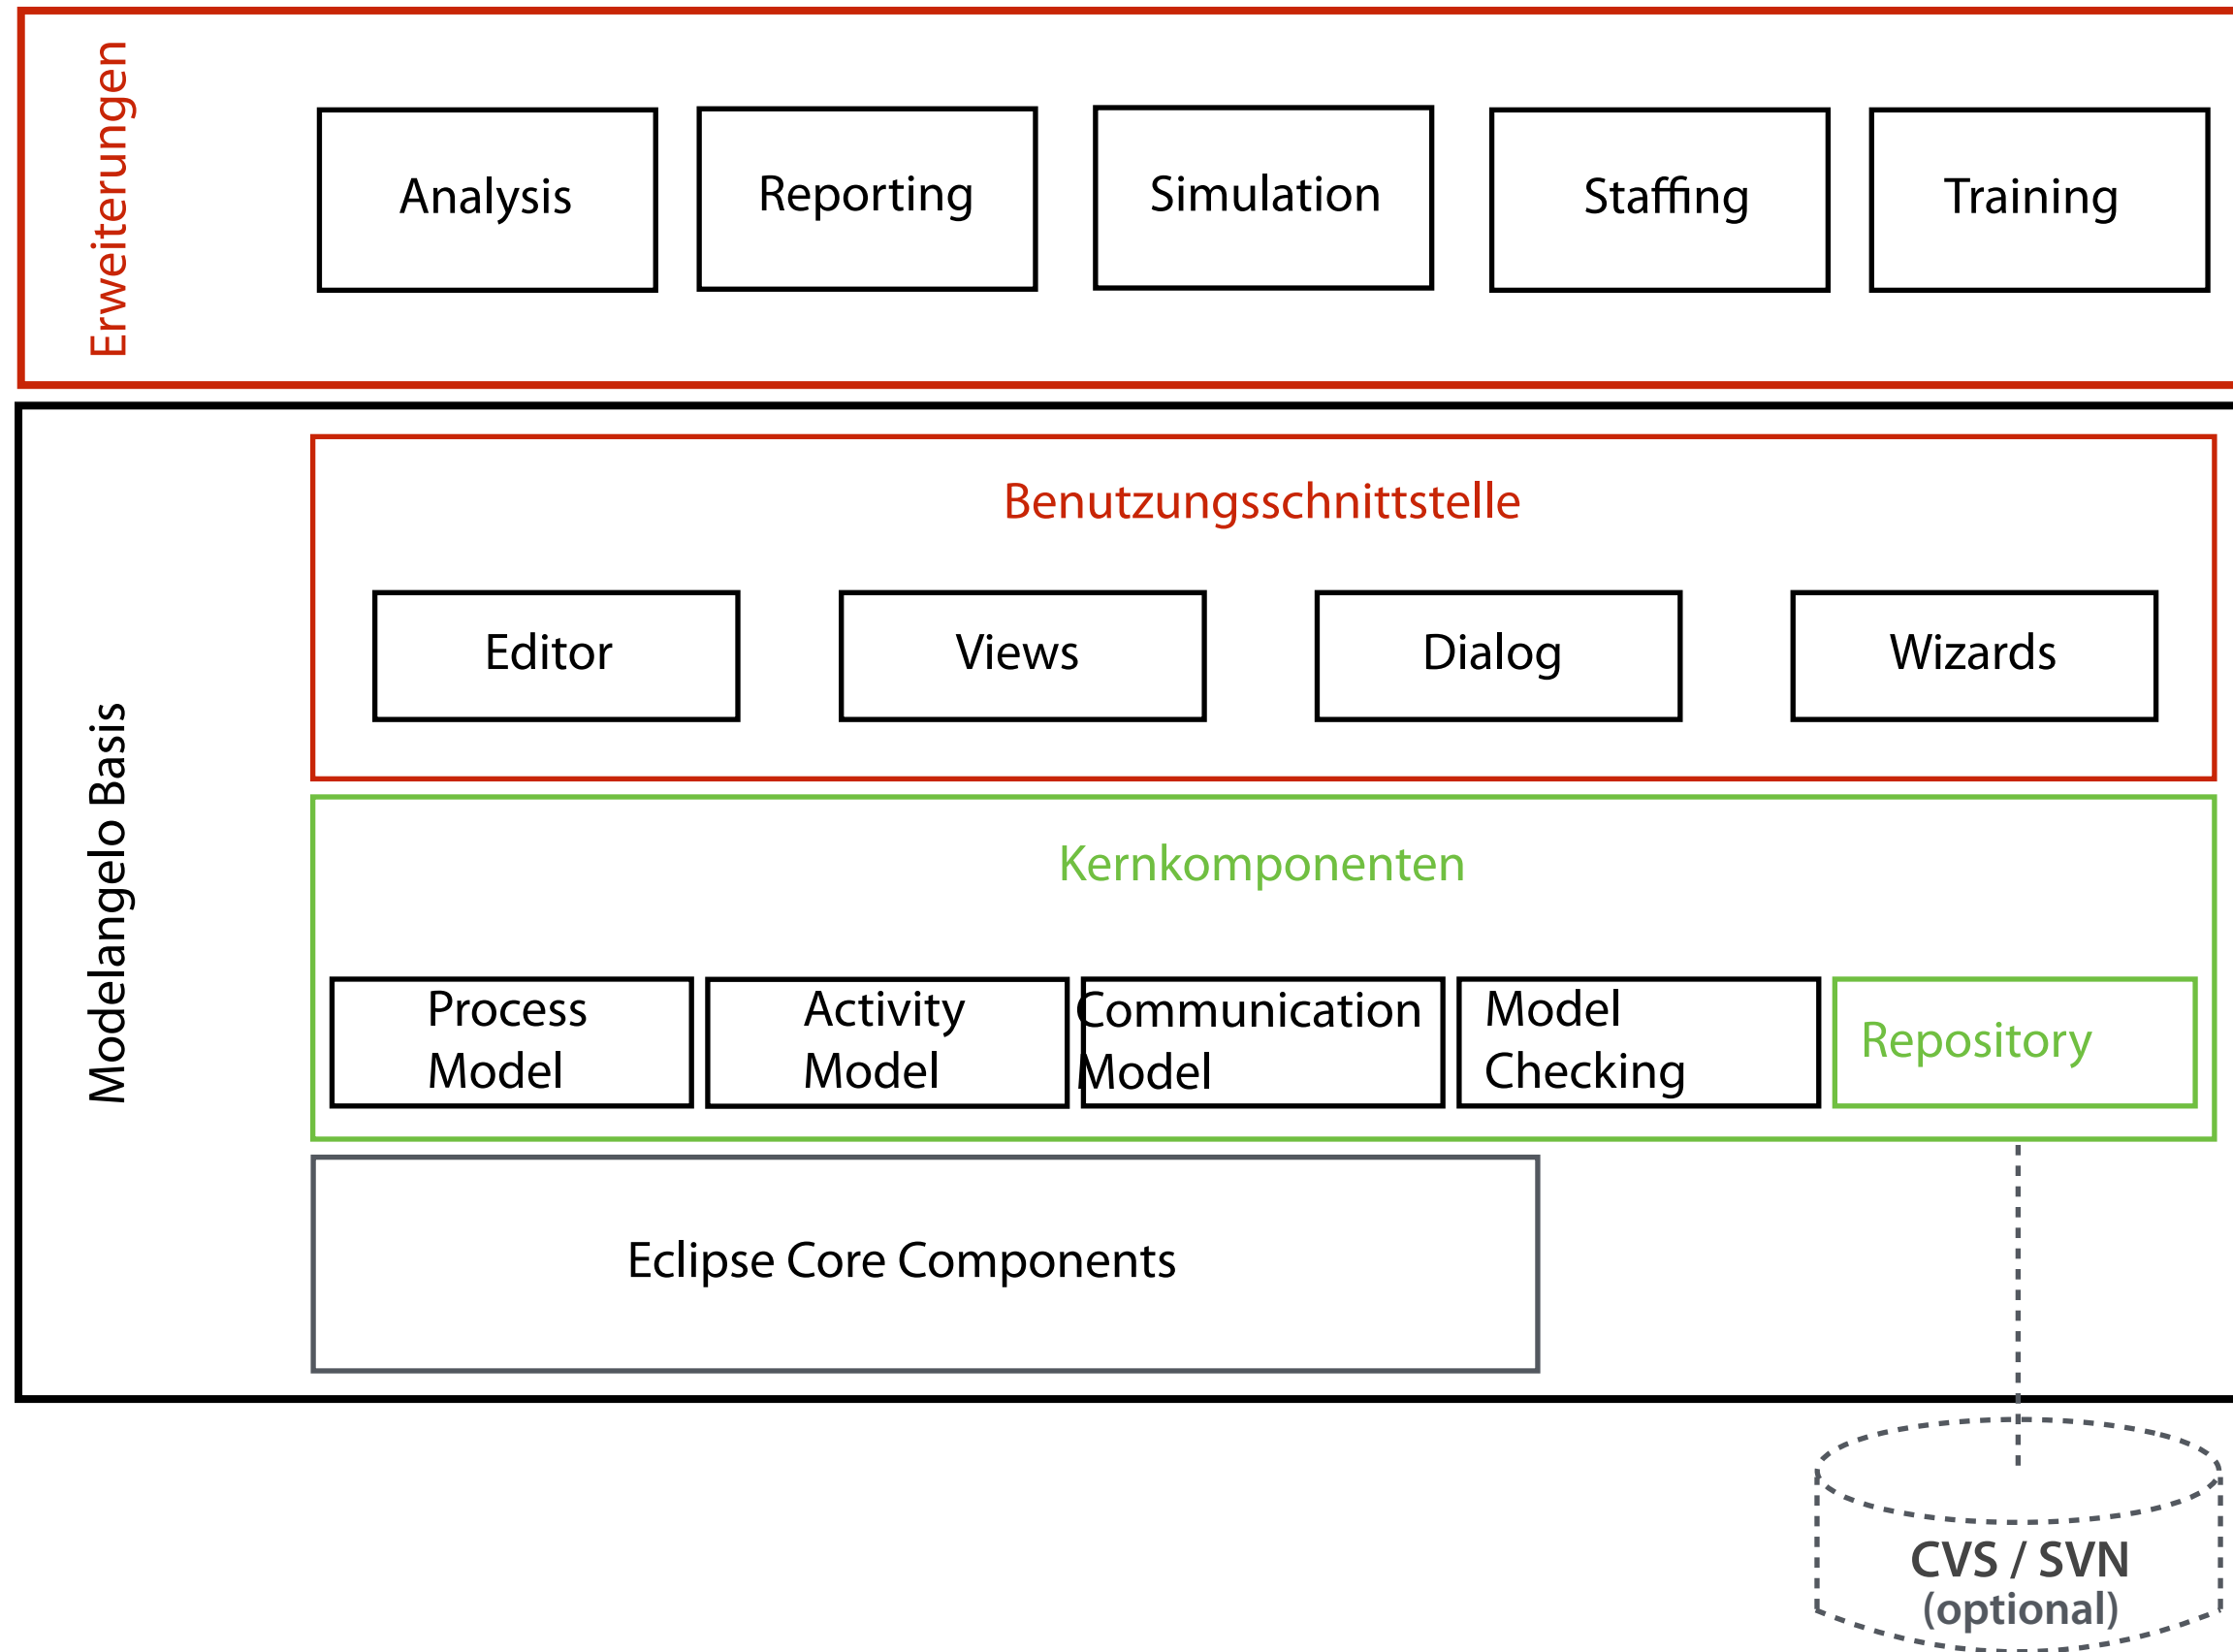 Erweiterungen
Analysis
Reporting
Simulation
Staffing
Training
Modelangelo Basis
Benutzungsschnittstelle
Editor
Views
Dialog
Wizards
Kernkomponenten
Process
Model
Activity
Model
Communication
Model
Model
Checking
Repository
Eclipse Core Components
CVS / SVN
(optional)